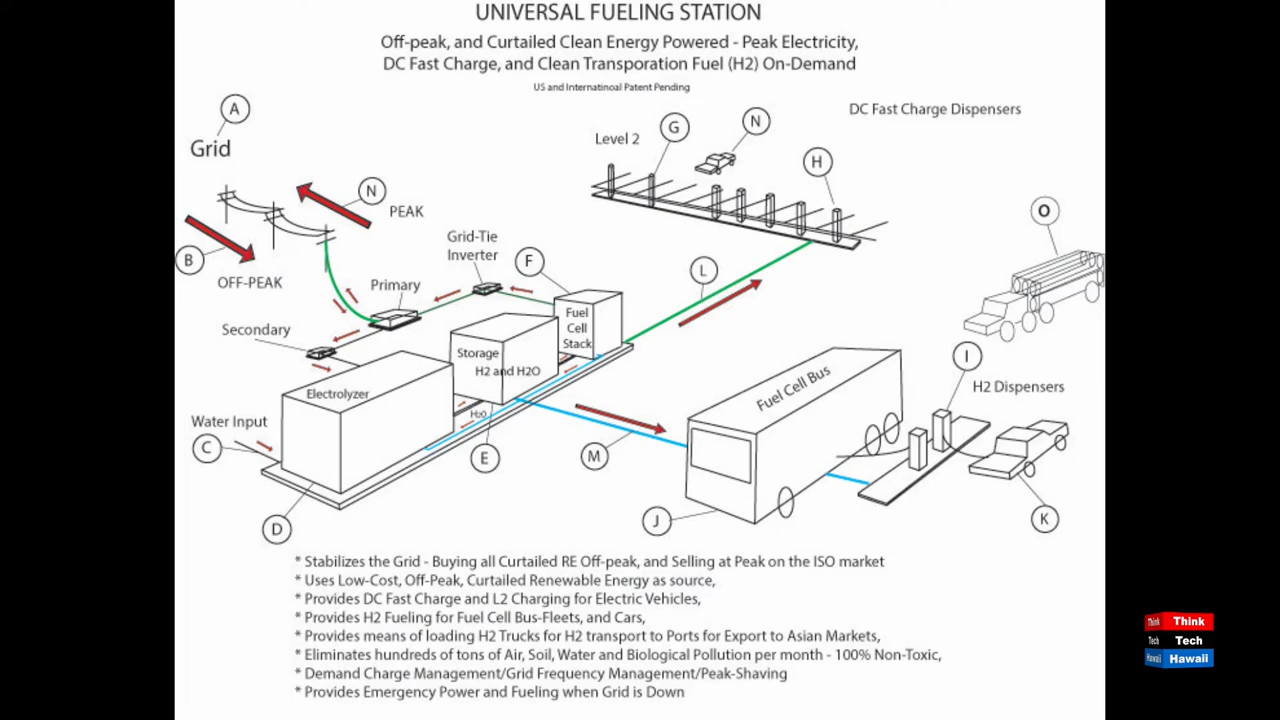 UNIVERSAL FUELING STATION
Off-peak, and Curtailed Clean Energy Powered - Peak Electricity,
DC Fast Charge, and Clean Transporation Fuel (H2) On-Demand
US and Internatinoal Patent Pending
A
Grid
N
PEAK
B
OFF-PEAK
Level 2
G
N
H
DC Fast Charge Dispensers
O
Grid-Tie
Inverter
F
L
Primary
Secondary
Fuel
Cell
Stack
Storage
H2 and H2O
Electrolyzer
H20
Water Input
C
D
E
M
Fuel Cell Bus
J
I
H2 Dispensers
K
* Stabilizes the Grid - Buying all Curtailed RE Off-peak, and Selling at Peak on the ISO market
* Uses Low-Cost, Off-Peak, Curtailed Renewable Energy as source,
* Provides DC Fast Charge and L2 Charging for Electric Vehicles,
* Provides H2 Fueling for Fuel Cell Bus-Fleets, and Cars,
* Provides means of loading H2 Trucks for H2 transport to Ports for Export to Asian Markets,
* Eliminates hundreds of tons of Air, Soil, Water and Biological Pollution per month - 100% Non-Toxic,
* Demand Charge Management/Grid Frequency Management/Peak-Shaving
* Provides Emergency Power and Fueling when Grid is Down
Think Think
Tech Tech
Hawaii Hawaii